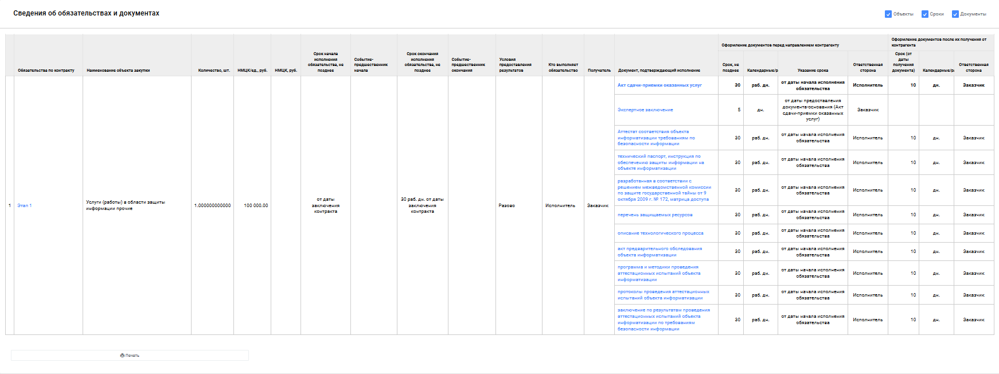 Сведения об обязательствах и документах
Объекты
Сроки
Документы
Обязательства по контракту
Наименование объекта закупки
Количество, шт.
НМЦК/ед., руб.
НМЦК, руб.
Срок начала
исполнения
обязательства, не
позднее
Событие-
предшественник
начала
Срок окончания
исполнения
обязательства, не
позднее
Событие-
предшественник
окончания
Условия
предоставления
результатов
Кто выполняет
обязательство
Получатель
Документ, подтверждающий исполнение
Оформление документов перед направлением контрагенту
Срок, не
позднее
Календарные/р
Указание срока
Ответственная
сторона
Оформление документов после их получения от
контрагента
Срок (от
даты
получения
документа)
Календарные/ра
Ответственная
сторона
1
Этап 1
Услуги (работы) в области защиты
информации прочие
1.000000000000
100 000.00
от даты
заключения
контракта
30 раб. дн. от даты
заключения
контракта
Разово
Исполнитель
Заказчик
Акт сдачи-приемки оказанных услуг
30
раб. дн.
от даты начала исполнения
обязательства
Исполнитель
10
дн.
Заказчик
Экспертное заключение
5
дн.
от даты предоставления
документа-основания (Акт
сдачи-приемки оказанных
услуг)
Заказчик
Аттестат соответствия объекта
информатизации требованиям по
безопасности информации
30
раб. дн.
от даты начала исполнения
обязательства
Исполнитель
10
дн.
Заказчик
технический паспорт, инструкция по
обеспечению защиты информации на
объекте информатизации
30
раб. дн.
от даты начала исполнения
обязательства
Исполнитель
10
дн.
Заказчик
разработанная в соответствии с
решением межведомственной комиссии
по защите государственной тайны от 9
октября 2009 г. № 172, матрица доступа
30
раб. дн.
от даты начала исполнения
обязательства
Исполнитель
10
дн.
Заказчик
перечень защищаемых ресурсов
30
раб. дн.
от даты начала исполнения
обязательства
Исполнитель
10
дн.
Заказчик
описание технологического процесса
30
раб. дн.
от даты начала исполнения
обязательства
Исполнитель
10
дн.
Заказчик
акт предварительного обследования
объекта информатизации
30
раб. дн.
от даты начала исполнения
обязательства
Исполнитель
10
дн.
Заказчик
программа и методики проведения
аттестационных испытаний объекта
информатизации
30
раб. дн.
от даты начала исполнения
обязательства
Исполнитель
10
дн.
Заказчик
протоколы проведения аттестационных
испытаний объекта информатизации
30
раб. дн.
от даты начала исполнения
обязательства
Исполнитель
10
дн.
Заказчик
заключение по результатам проведения
аттестационных испытаний объекта
информатизации по требованиям
безопасности информации
30
раб. дн.
от даты начала исполнения
обязательства
Исполнитель
10
дн.
Заказчик
Печать